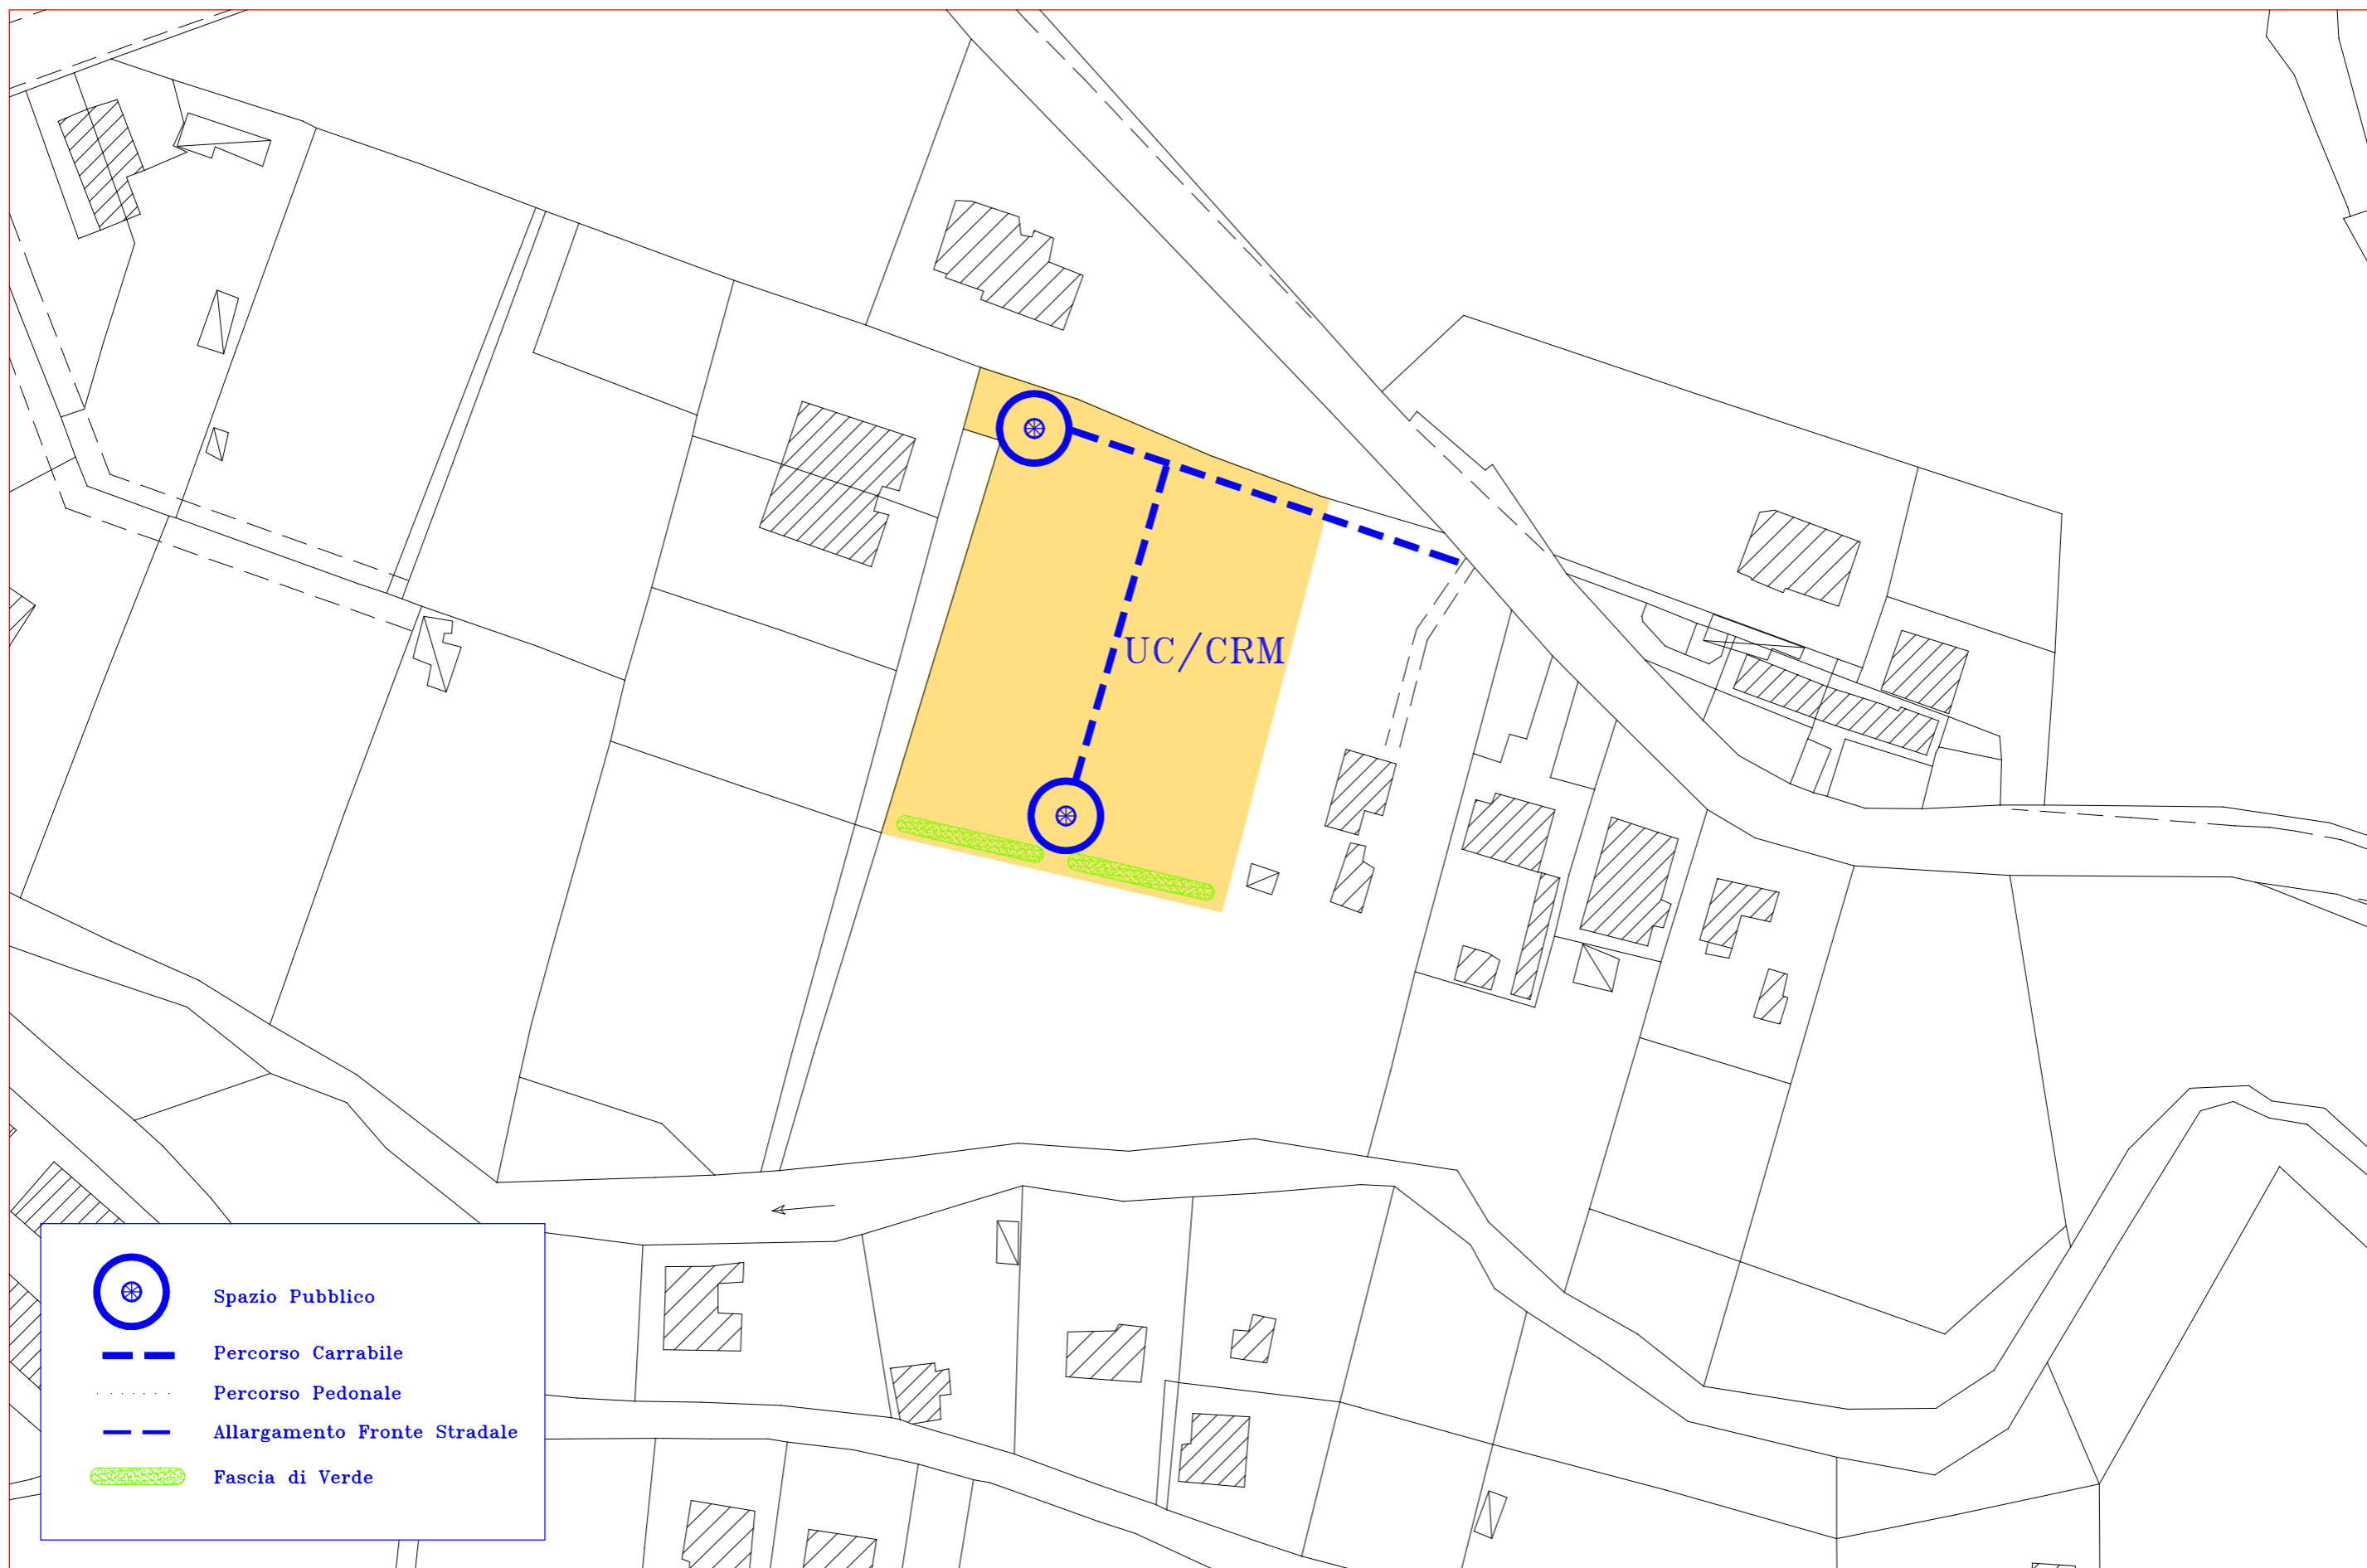 UC/CRM
Spazio Pubblico
Percorso Carrabile
Percorso Pedonale
Allargamento Fronte Stradale
Fascia di Verde